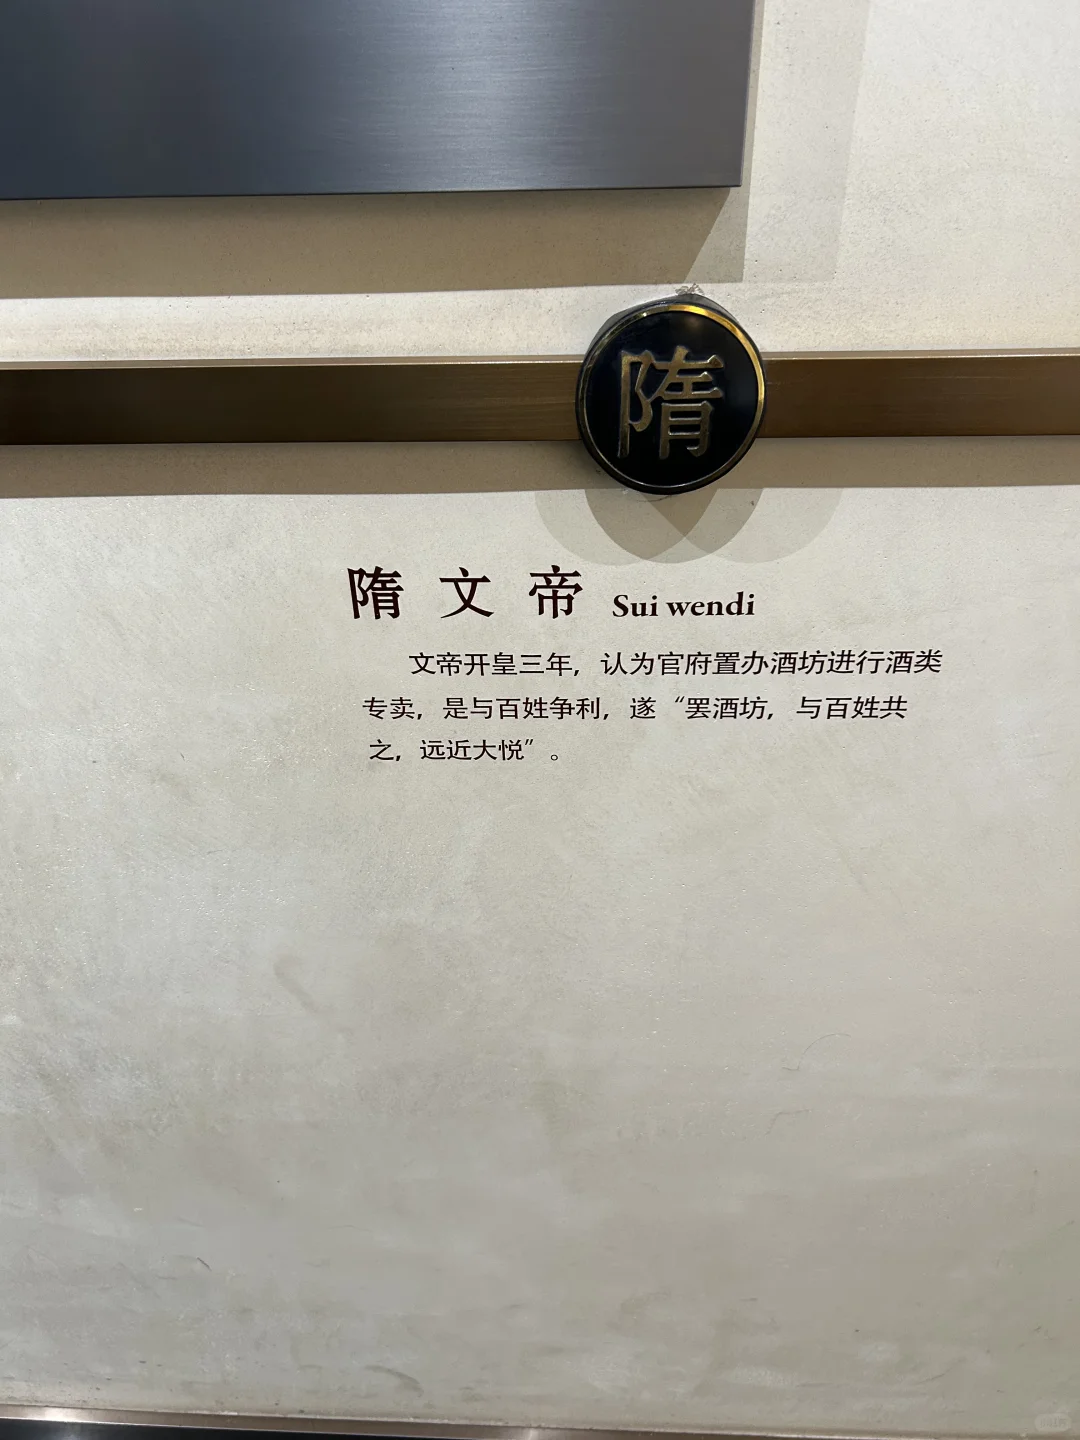 隋
隋文帝 Sui wendi
文帝开皇三年，认为官府置办酒坊进行酒类
专卖，是与百姓争利，遂“罢酒坊，与百姓共
之，远近大悦”。